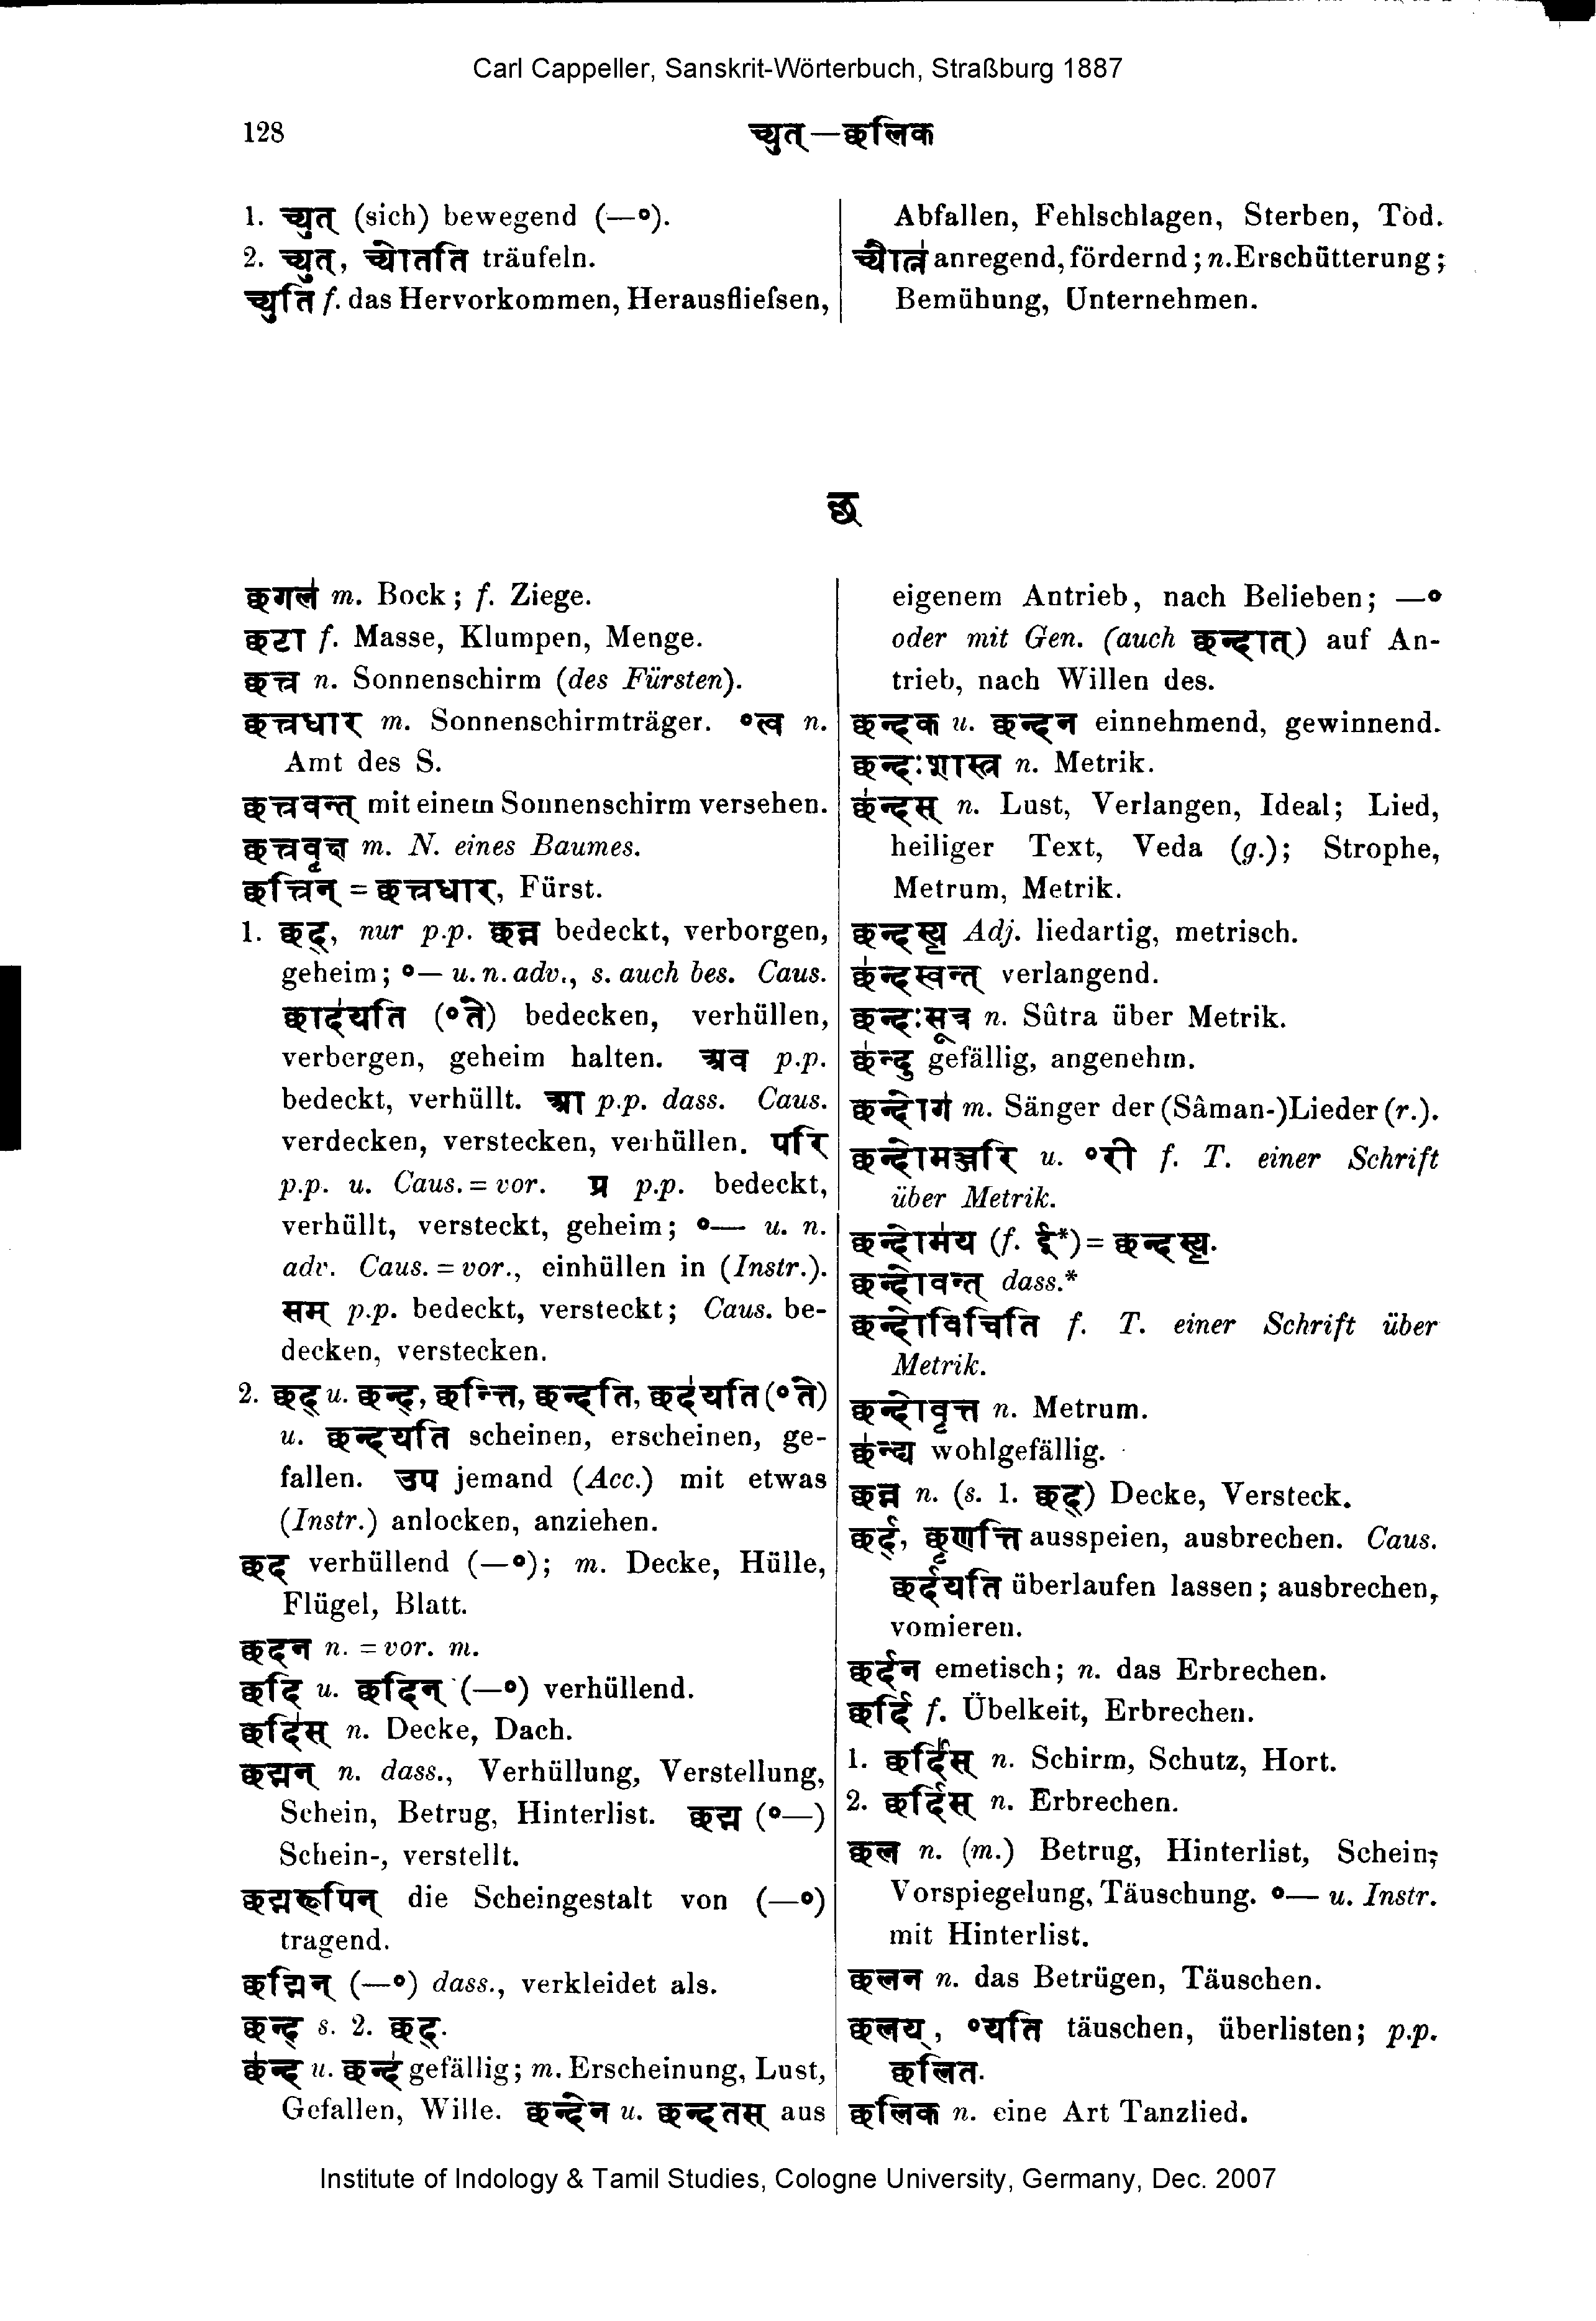 Carl Cappeller, Sanskrit-Wörterbuch, Straßburg 1887
128
च्युत् — छलिक
1. च्युत् (sich) bewegend (—°).
2. च्युत्, च्योतति träufeln.
च्युति f. das Hervorkommen, Herausfliefsen,
Abfallen, Fehlschlagen, Sterben, Tod.
च्यौत्न॑ anregend, fördernd; n. Erschütterung;
Bemühung, Unternehmen.
छ
छगल॑ m. Bock; f. Ziege.
छटा f. Masse, Klumpen, Menge.
छत्त्र n. Sonnenschirm (des Fürsten).
छत्त्रधार m. Sonnenschirmträger. °त्व n.
Amt des S.
छत्त्रवन्त् mit einem Sonnenschirm versehen.
छत्त्रवृक्ष m. N. eines Baumes.
छत्त्रिन् = छत्त्रधार, Fürst.
1. छद्, nur p.p. छन्न bedeckt, verborgen,
geheim; °— u. n. adv., s. auch bes. Caus.
छाद॑यति (°ते) bedecken, verhüllen,
verbergen, geheim halten. अव p.p.
bedeckt, verhüllt. आ p.p. dass. Caus.
verdecken, verstecken, verhüllen. परि
p.p. u. Caus. = vor. प्र p.p. bedeckt,
verhüllt, versteckt, geheim; °— u. n.
adv. Caus. = vor., einhüllen in (Instr.).
सम् p.p. bedeckt, versteckt; Caus. be-
decken, verstecken.
2. छद् u. छन्द्, छन्त्ति, छन्दति, छद॑यति (°ते)
u. छन्दयति scheinen, erscheinen, ge-
fallen. उप jemand (Acc.) mit etwas
(Instr.) anlocken, anziehen.
छद verhüllend (—°); m. Decke, Hülle,
Flügel, Blatt.
छदन n. = vor. m.
छदि u. छदिन् (—°) verhüllend.
छदि॑स् n. Decke, Dach.
छद्मन् n. dass., Verhüllung, Verstellung,
Schein, Betrug, Hinterlist. छद्म (°—)
Schein-, verstellt.
छद्मरूपिन् die Scheingestalt von (—°)
tragend.
छद्मिन् (—°) dass., verkleidet als.
छन्द् s. 2. छद्.
छ॑न्द u. छन्द॑ gefällig; m. Erscheinung, Lust,
Gefallen, Wille. छन्देन u. छन्दतस् aus
eigenem Antrieb, nach Belieben; —°
oder mit Gen. (auch छन्दात्) auf An-
trieb, nach Willen des.
छन्दक u. छन्दन einnehmend, gewinnend.
छन्दःशास्त्र n. Metrik.
छ॑न्दस् n. Lust, Verlangen, Ideal; Lied,
heiliger Text, Veda (g.); Strophe,
Metrum, Metrik.
छन्दस्य॒ Adj. liedartig, metrisch.
छ॑न्दस्वन्त् verlangend.
छन्दःसूत्र n. Sûtra über Metrik.
छ॑न्दु gefällig, angenehm.
छन्दोग॑ m. Sänger der (Sâman-)Lieder (r.).
छन्दोमञ्जरि u. °री f. T. einer Schrift
über Metrik.
छन्दोम॑य (f. ई*) = छन्दस्य॒.
छन्दोवन्त् dass.*
छन्दोविचिति f. T. einer Schrift über
Metrik.
छन्दोवृत्त n. Metrum.
छ॑न्द्य wohlgefällig.
छन्न n. (s. 1. छद्) Decke, Versteck.
छर्द्, छृणत्ति ausspeien, ausbrechen. Caus.
छर्दयति überlaufen lassen; ausbrechen,
vomieren.
छर्दन emetisch; n. das Erbrechen.
छर्दि f. Übelkeit, Erbrechen.
1. छर्दि॑स् n. Schirm, Schutz, Hort.
2. छर्दिस् n. Erbrechen.
छल n. (m.) Betrug, Hinterlist, Schein,
Vorspiegelung, Täuschung. °— u. Instr.
mit Hinterlist.
छलन n. das Betrügen, Täuschen.
छलय्, °यति täuschen, überlisten; p.p.
छलित.
छलिक n. eine Art Tanzlied.
Institute of Indology & Tamil Studies, Cologne University, Germany, Dec. 2007